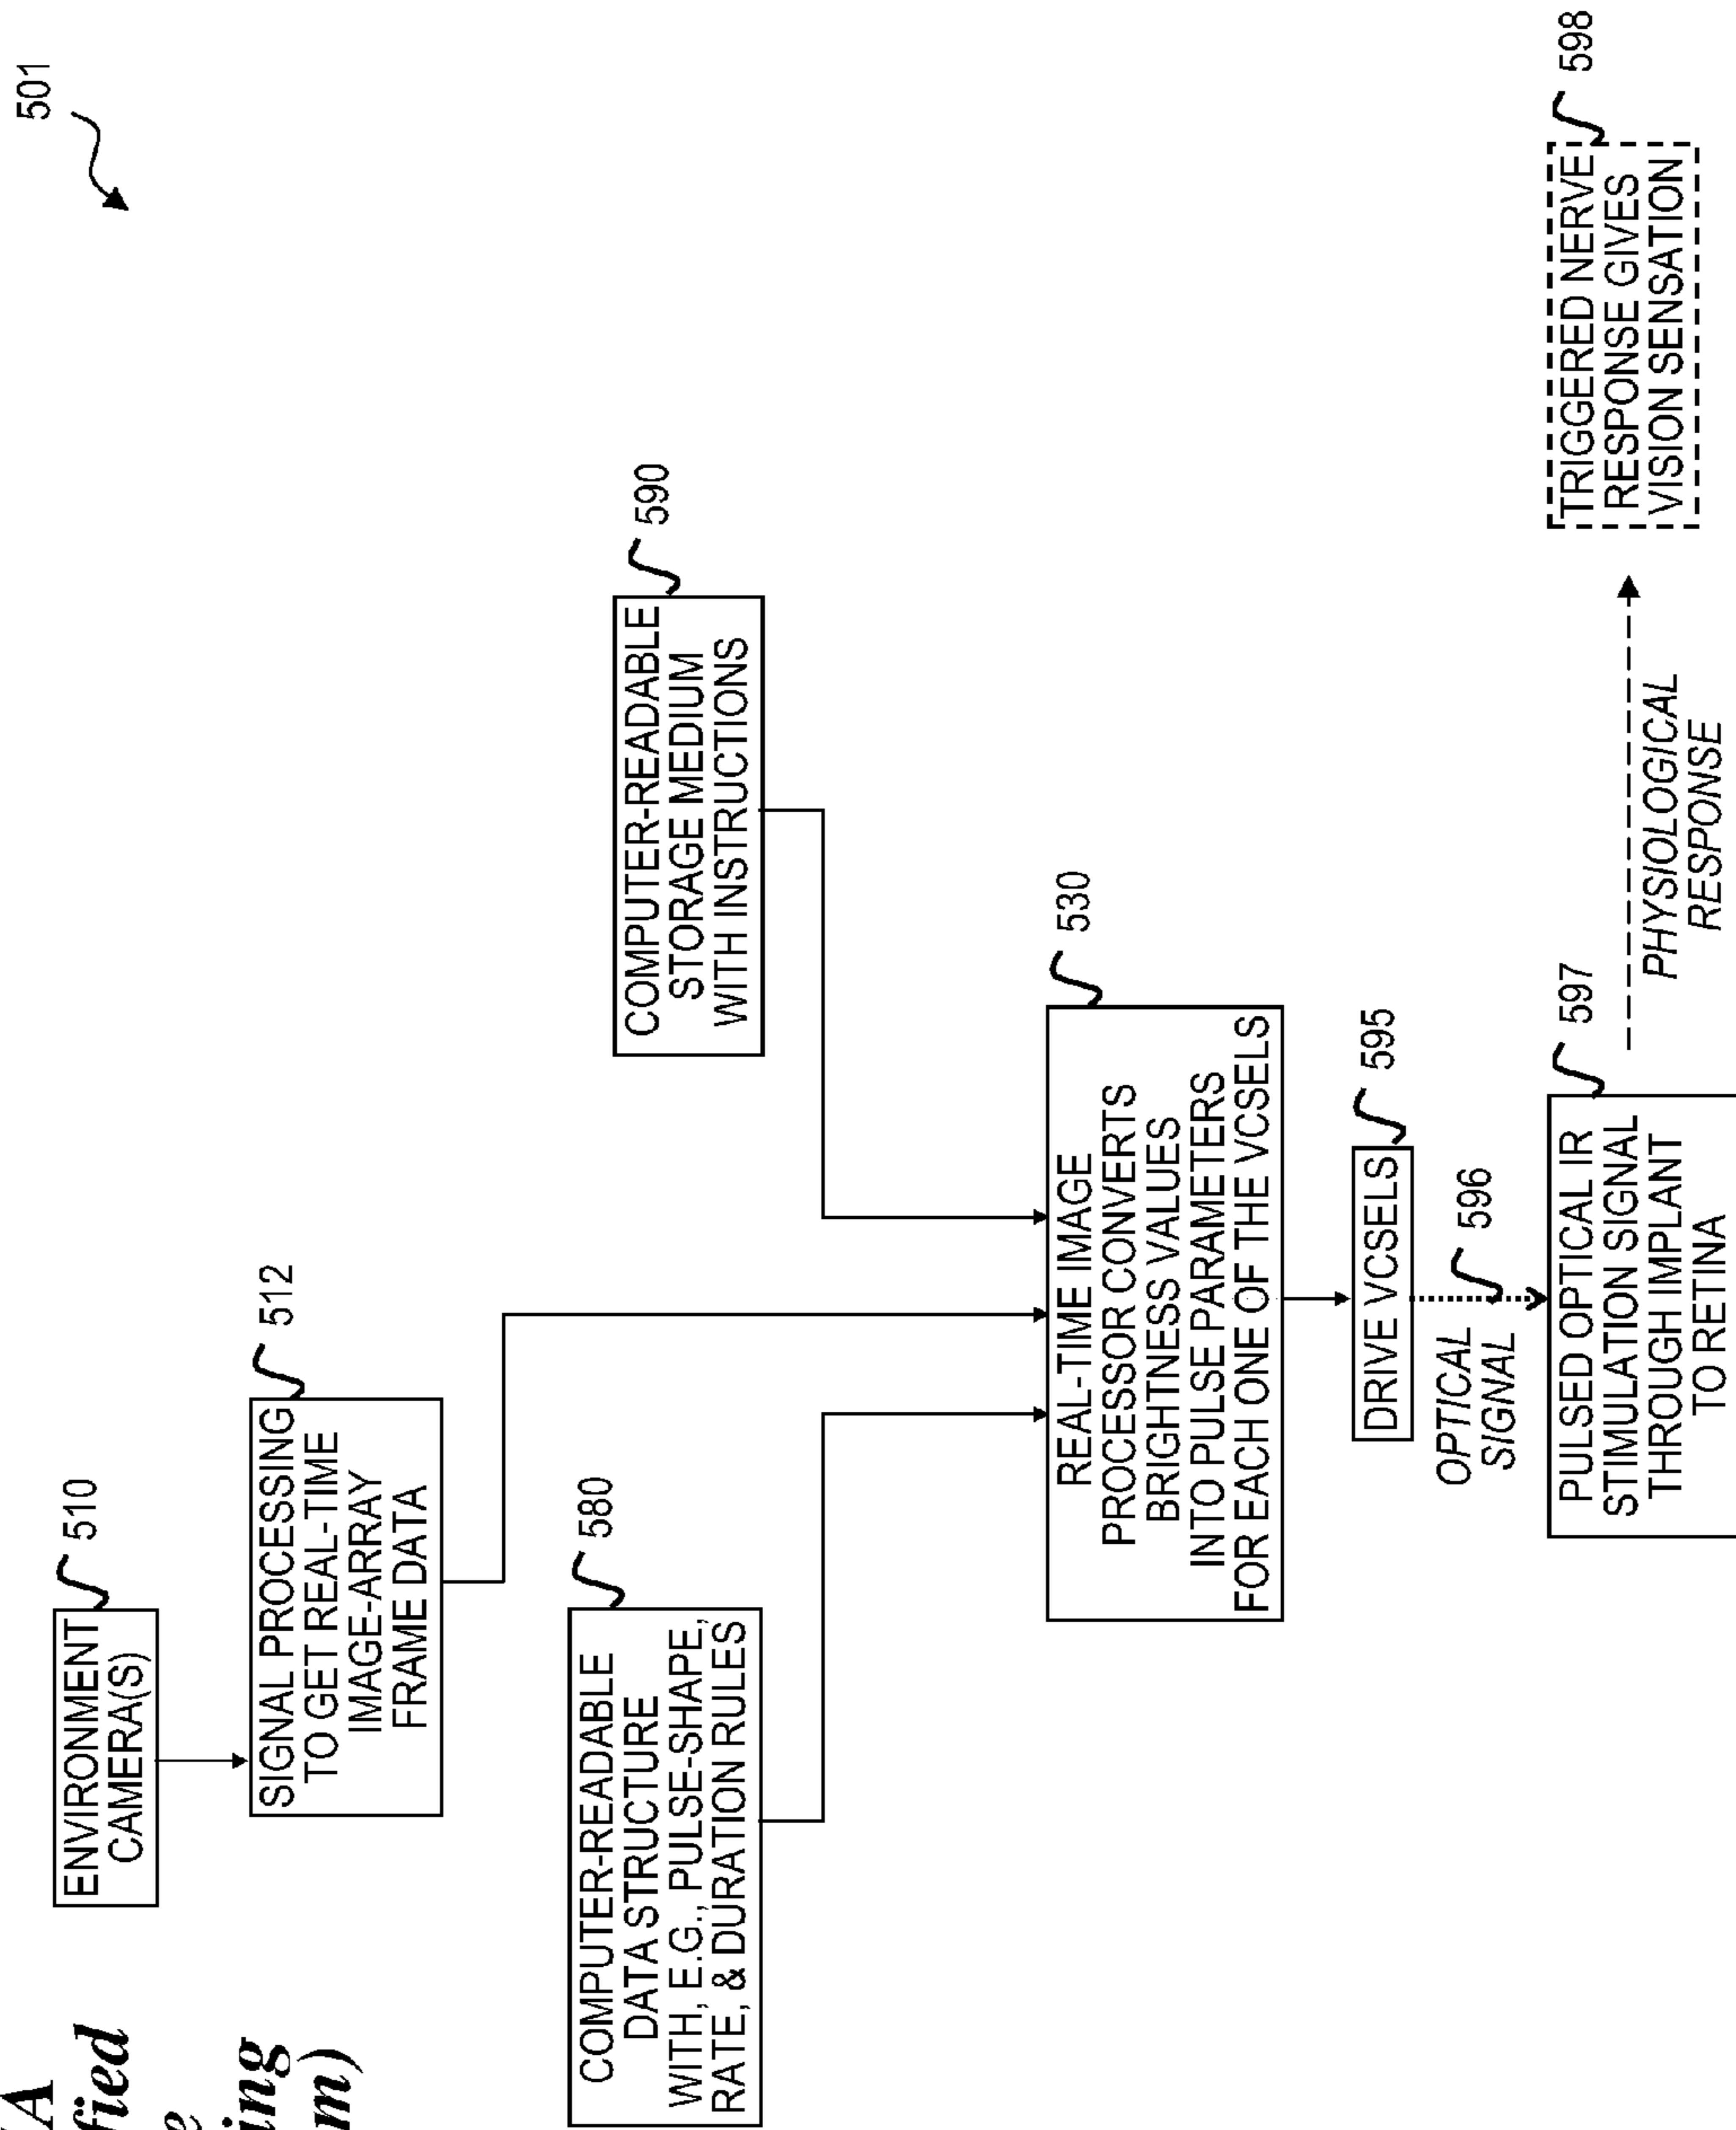 501
ENVIRONMENT
CAMERA(S)
510
SIGNAL PROCESSING
TO GET REAL-TIME
IMAGE-ARRAY
FRAME DATA
512
COMPUTER-READABLE
DATA STRUCTURE
WITH, E.G., PULSE-SHAPE,
RATE, & DURATION RULES
580
COMPUTER-READABLE
STORAGE MEDIUM
WITH INSTRUCTIONS
590
REAL-TIME IMAGE
PROCESSOR CONVERTS
BRIGHTNESS VALUES
INTO PULSE PARAMETERS
FOR EACH ONE OF THE VCSELS
530
DRIVE VCSELS
595
OPTICAL
SIGNAL
596
PULSED OPTICAL IR
STIMULATION SIGNAL
THROUGH IMPLANT
TO RETINA
597
PHYSIOLOGICAL
RESPONSE
TRIGGERED NERVE
RESPONSE GIVES
VISION SENSATION
598